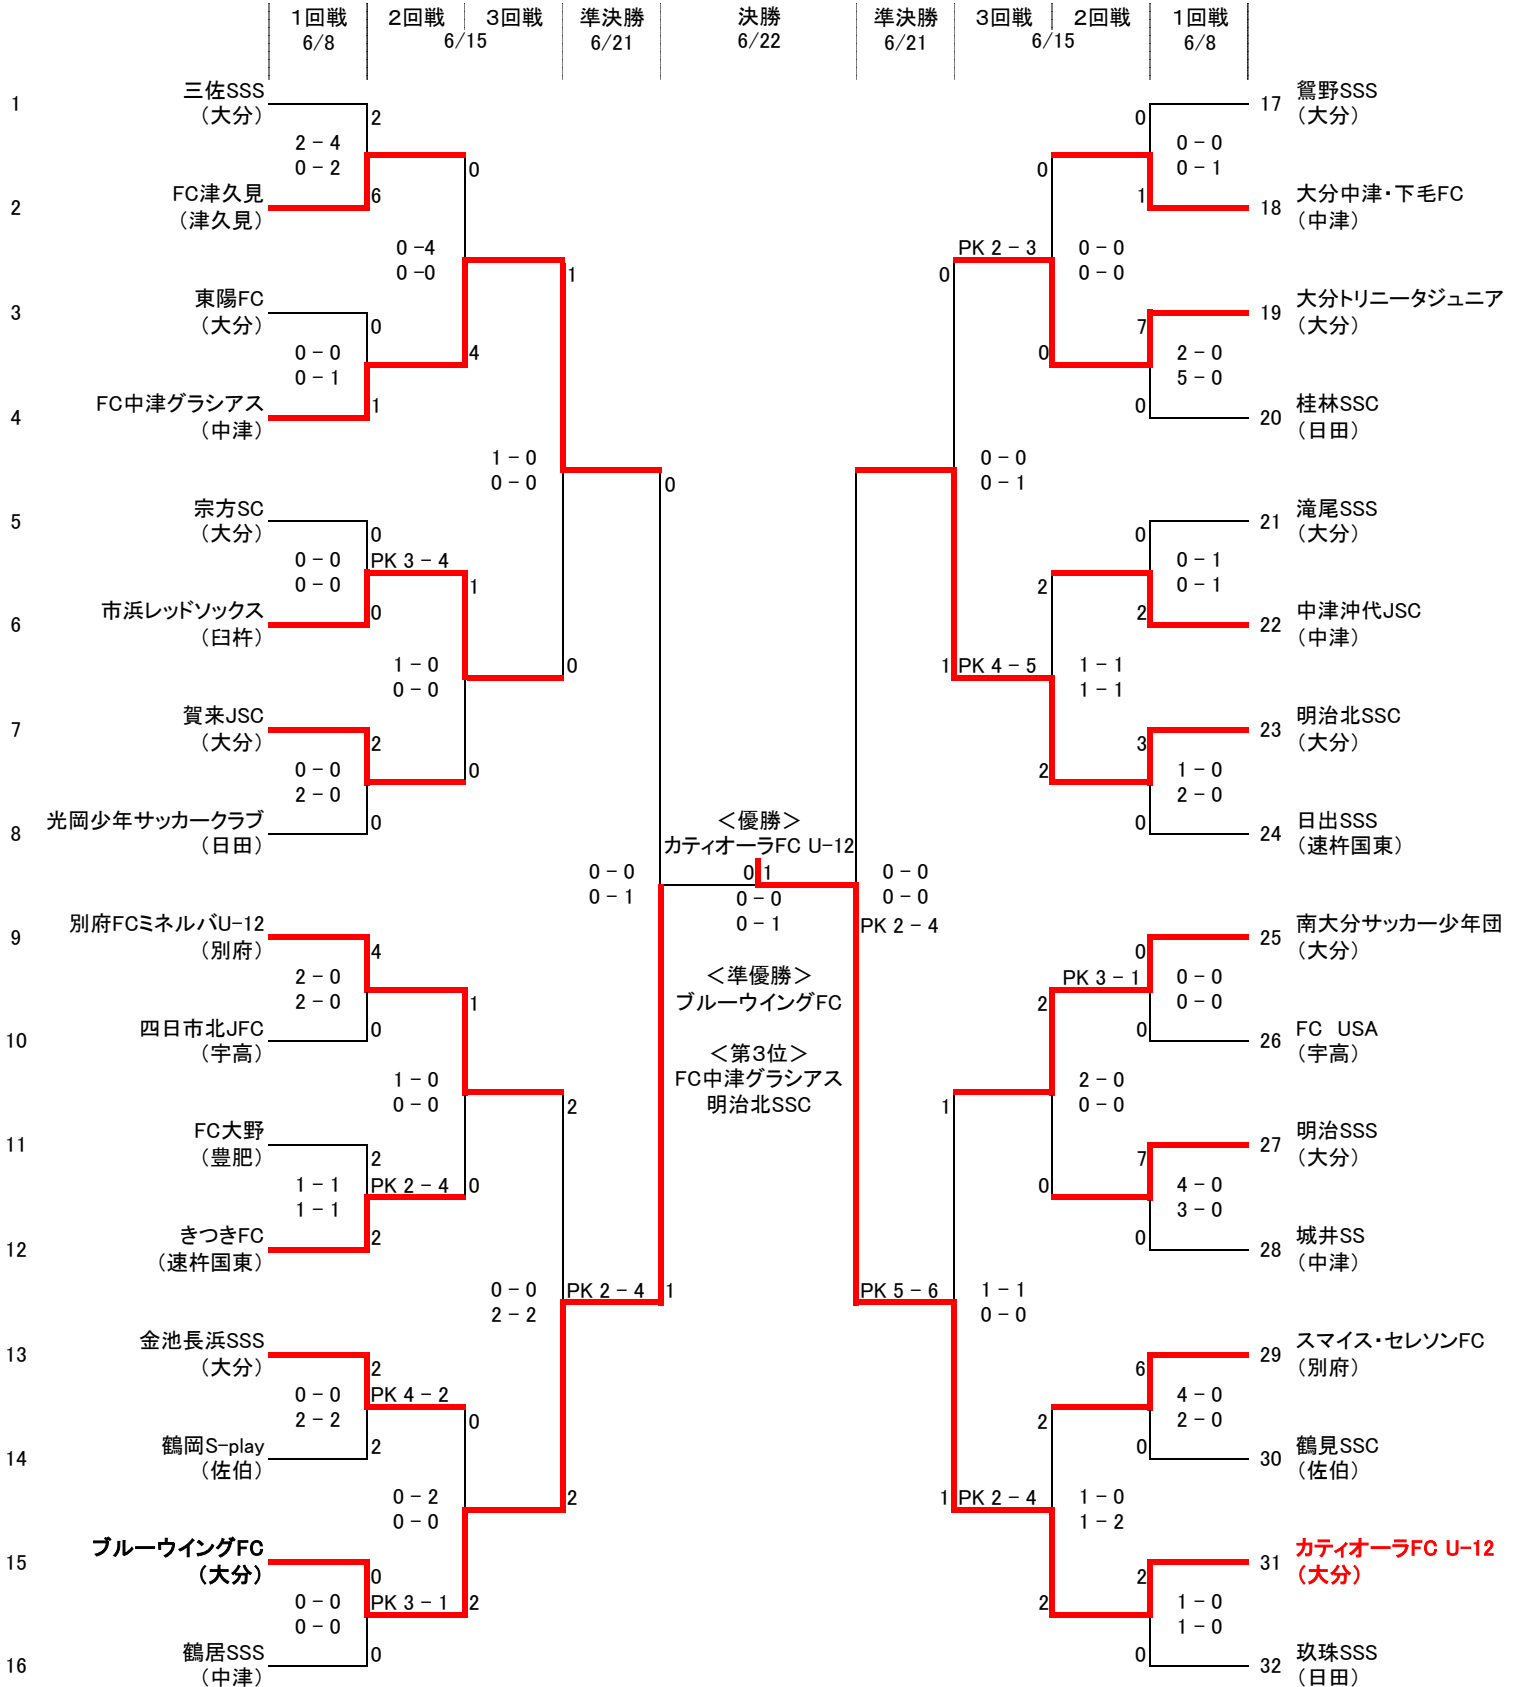 1回戦 2回戦 3回戦 準決勝 決勝 準決勝 3回戦 2回戦 1回戦
6/8 6/15 6/21 6/22 6/21 6/15 6/8
1 三佐SSS
(大分)
2
2 - 4
0 - 2
2 FC津久見
(津久見)
6
0
0 -4
0 -0
3 東陽FC
(大分)
0
0 - 0
0 - 1
4 FC中津グラシアス
(中津)
1
4
1
1 - 0
0 - 0
5 宗方SC
(大分)
0
0 - 0
0 - 0
PK 3 - 4
6 市浜レッドソックス
(臼杵)
0
1
1 - 0
0 - 0
7 賀来JSC
(大分)
2
0 - 0
2 - 0
8 光岡少年サッカークラブ
(日田)
0
0
0
0
0 - 0
0 - 1
9 別府FCミネルバU-12
(別府)
4
2 - 0
2 - 0
10 四日市北JFC
(宇高)
0
1
1 - 0
0 - 0
11 FC大野
(豊肥)
2
1 - 1
1 - 1
PK 2 - 4
12 きつきFC
(速杵国東)
2
0
2
0 - 0
2 - 2
PK 2 - 4
1
13 金池長浜SSS
(大分)
2
0 - 0
2 - 2
PK 4 - 2
14 鶴岡S-play
(佐伯)
2
0
0 - 2
0 - 0
15 ブルーウイングFC
(大分)
0
0 - 0
0 - 0
PK 3 - 1
16 鶴居SSS
(中津)
0
2
2
<優勝>
カティオーラFC U-12
0 1
0 - 0
0 - 1
<準優勝>
ブルーウイングFC
<第3位>
FC中津グラシアス
明治北SSC
17 鴛野SSS
(大分)
0
0 - 0
0 - 1
18 大分中津・下毛FC
(中津)
1
0
PK 2 - 3
0 - 0
0 - 0
19 大分トリニータジュニア
(大分)
7
2 - 0
5 - 0
20 桂林SSC
(日田)
0
0
0
0 - 0
0 - 1
21 滝尾SSS
(大分)
0
0 - 1
0 - 1
22 中津沖代JSC
(中津)
2
2
PK 4 - 5
1 - 1
1 - 1
23 明治北SSC
(大分)
3
1 - 0
2 - 0
24 日出SSS
(速杵国東)
0
2
1
0 - 0
0 - 0
PK 2 - 4
25 南大分サッカー少年団
(大分)
0
PK 3 - 1
0 - 0
0 - 0
26 FC USA
(宇高)
0
2
2 - 0
0 - 0
27 明治SSS
(大分)
7
4 - 0
3 - 0
28 城井SS
(中津)
0
0
1
PK 5 - 6
1 - 1
0 - 0
29 スマイス・セレソンFC
(別府)
6
4 - 0
2 - 0
30 鶴見SSC
(佐伯)
0
2
1
PK 2 - 4
1 - 0
1 - 2
31 カティオーラFC U-12
(大分)
2
1 - 0
1 - 0
32 玖珠SSS
(日田)
0
2